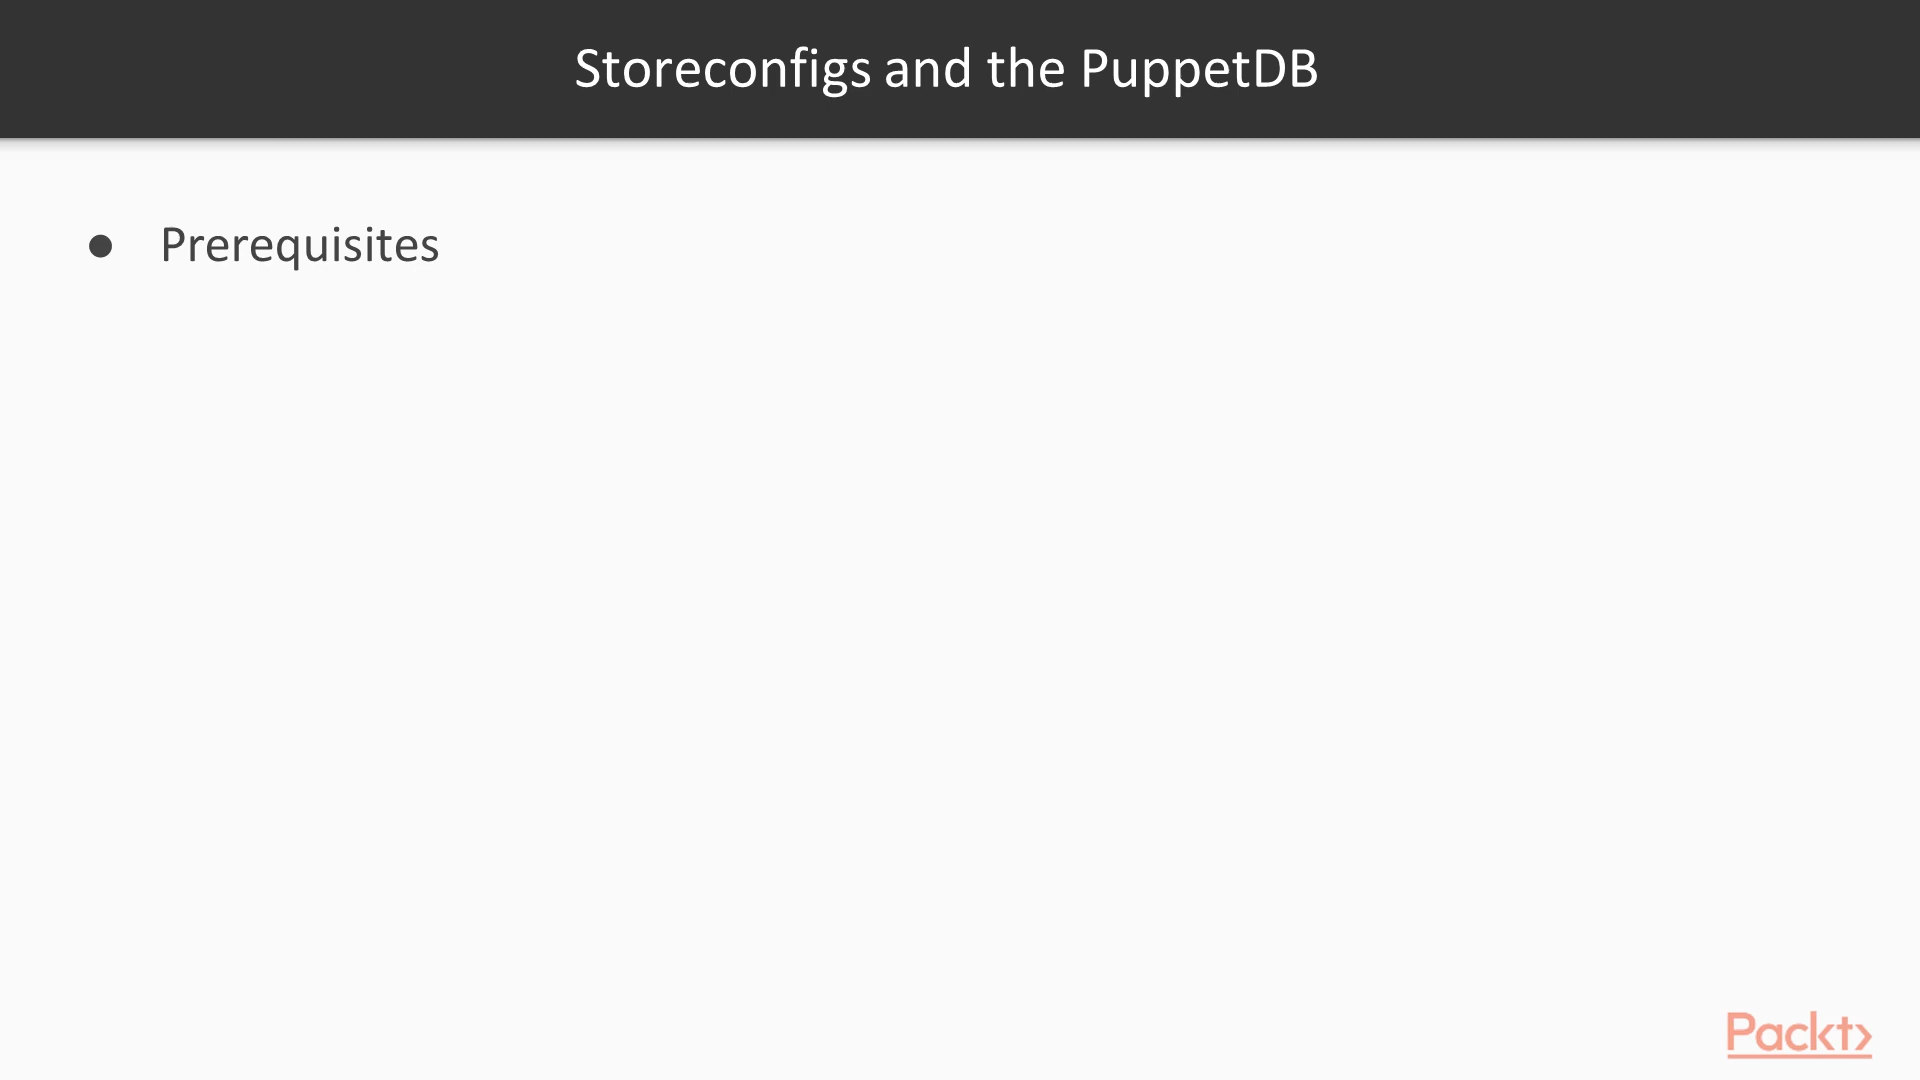 Storeconfigs and the PuppetDB
● Prerequisites
Packt>